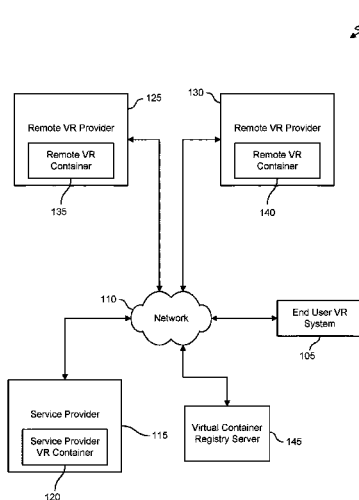 125
130
Remote VR Provider
Remote VR
Container
135
Remote VR Provider
Remote VR
Container
140
110
Network
End User VR
System
105
Service Provider
Service Provider
VR Container
115
120
Virtual Container
Registry Server
145